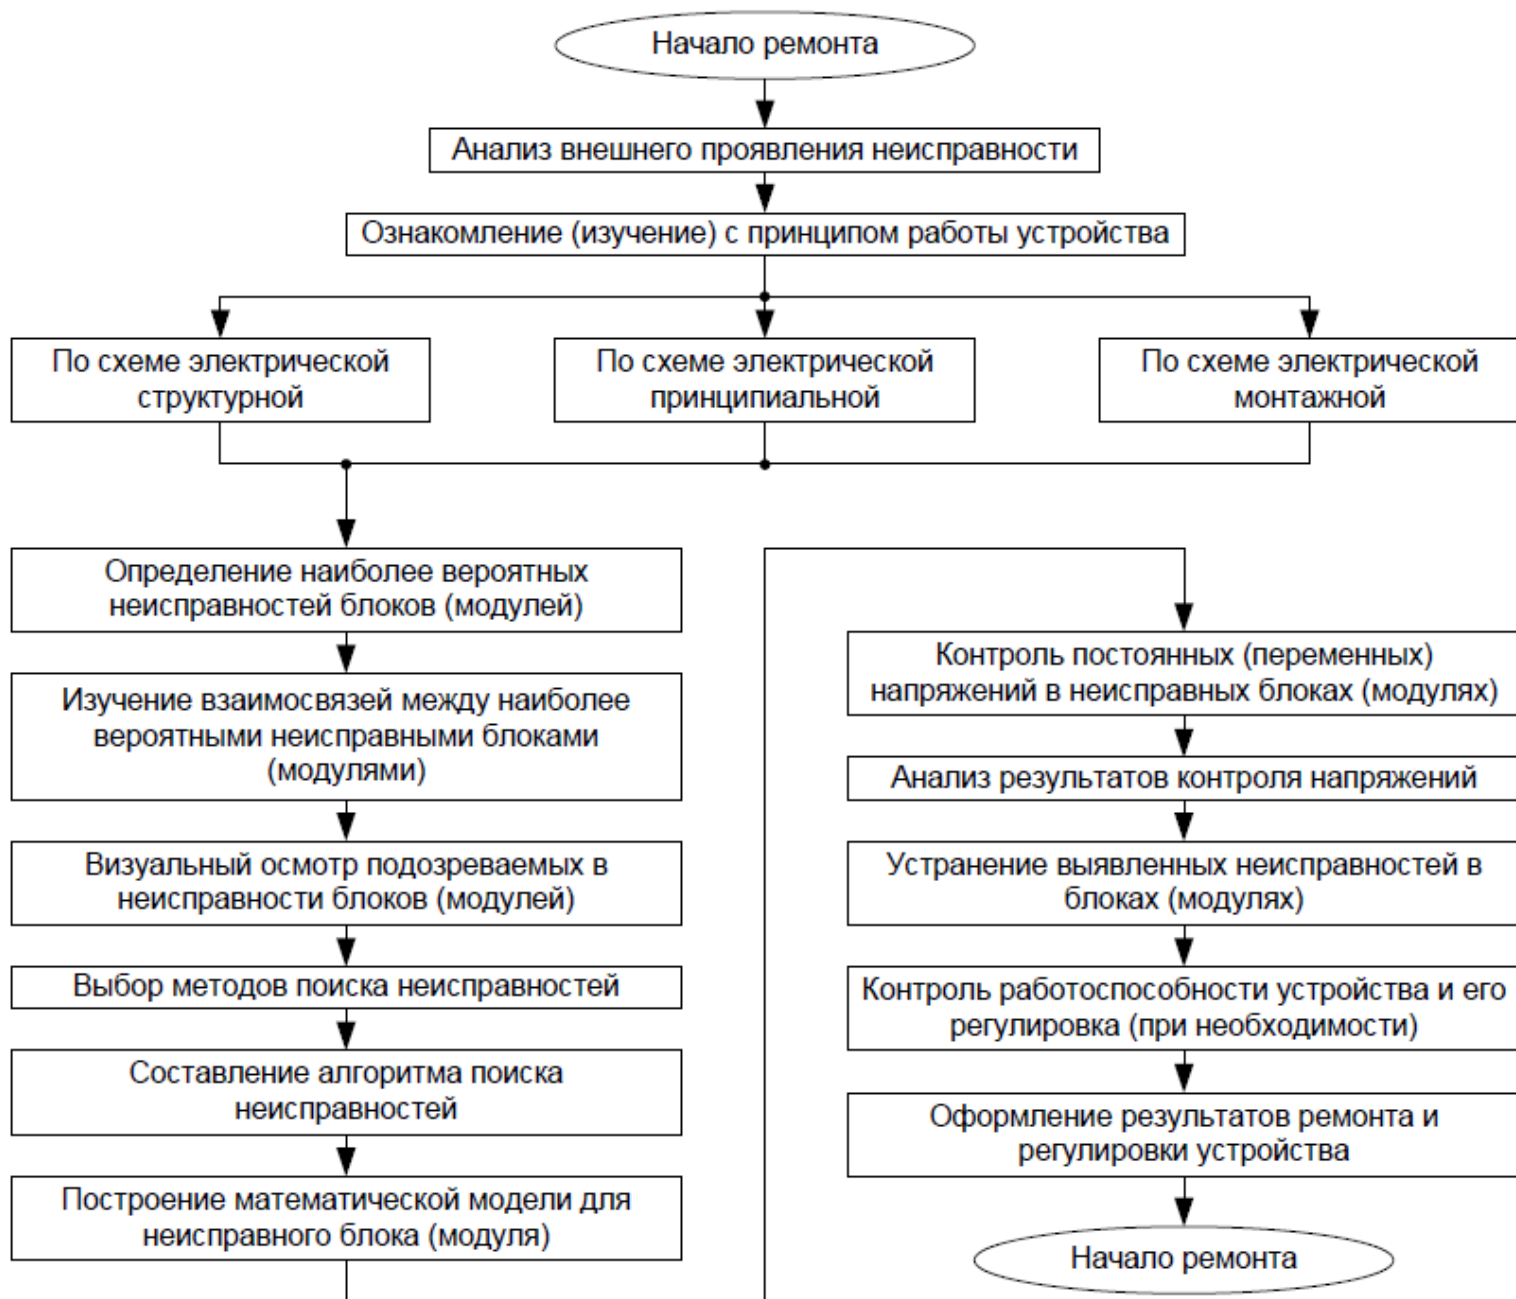 Начало ремонта
Анализ внешнего проявления неисправности
Ознакомление (изучение) с принципом работы устройства
По схеме электрической
структурной
По схеме электрической
принципиальной
По схеме электрической
монтажной
Определение наиболее вероятных
неисправностей блоков (модулей)
Изучение взаимосвязей между наиболее
вероятными неисправными блоками
(модулями)
Визуальный осмотр подозреваемых в
неисправности блоков (модулей)
Выбор методов поиска неисправностей
Составление алгоритма поиска
неисправностей
Построение математической модели для
неисправного блока (модуля)
Контроль постоянных (переменных)
напряжений в неисправных блоках (модулях)
Анализ результатов контроля напряжений
Устранение выявленных неисправностей в
блоках (модулях)
Контроль работоспособности устройства и его
регулировка (при необходимости)
Оформление результатов ремонта и
регулировки устройства
Начало ремонта